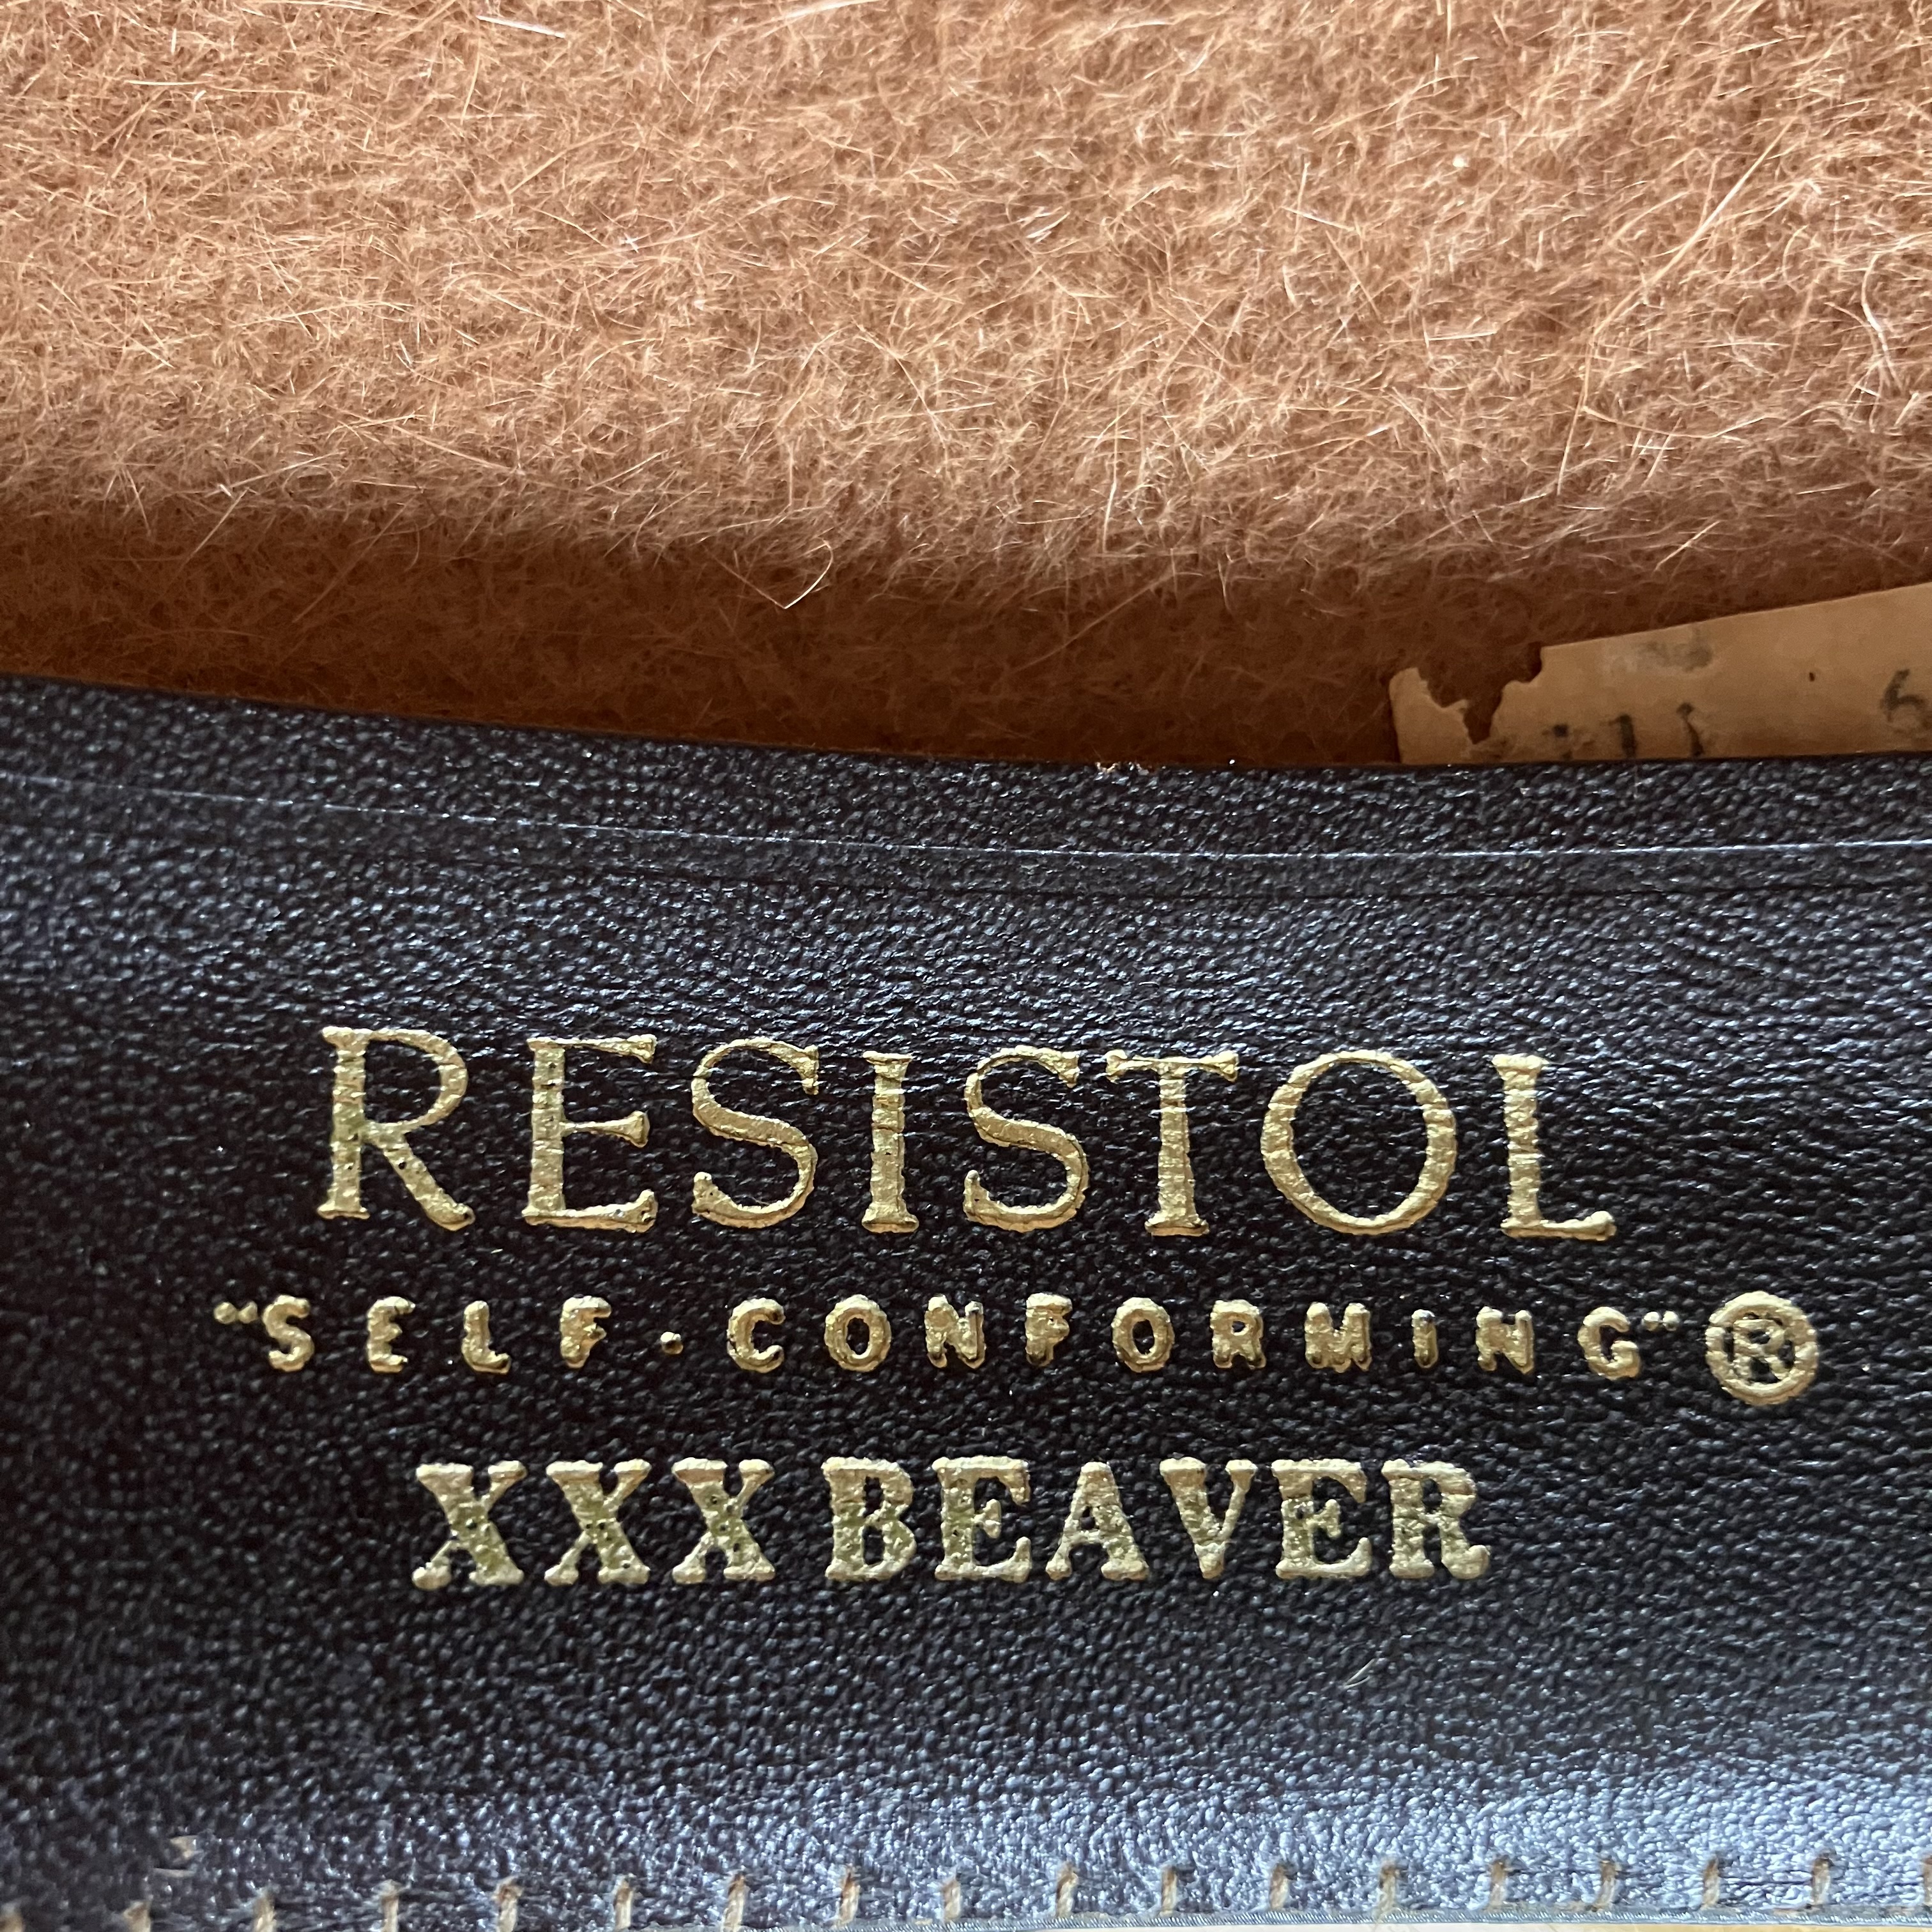 RESISTOL
"SELF-CONFORMING"®
XXX BEAVER